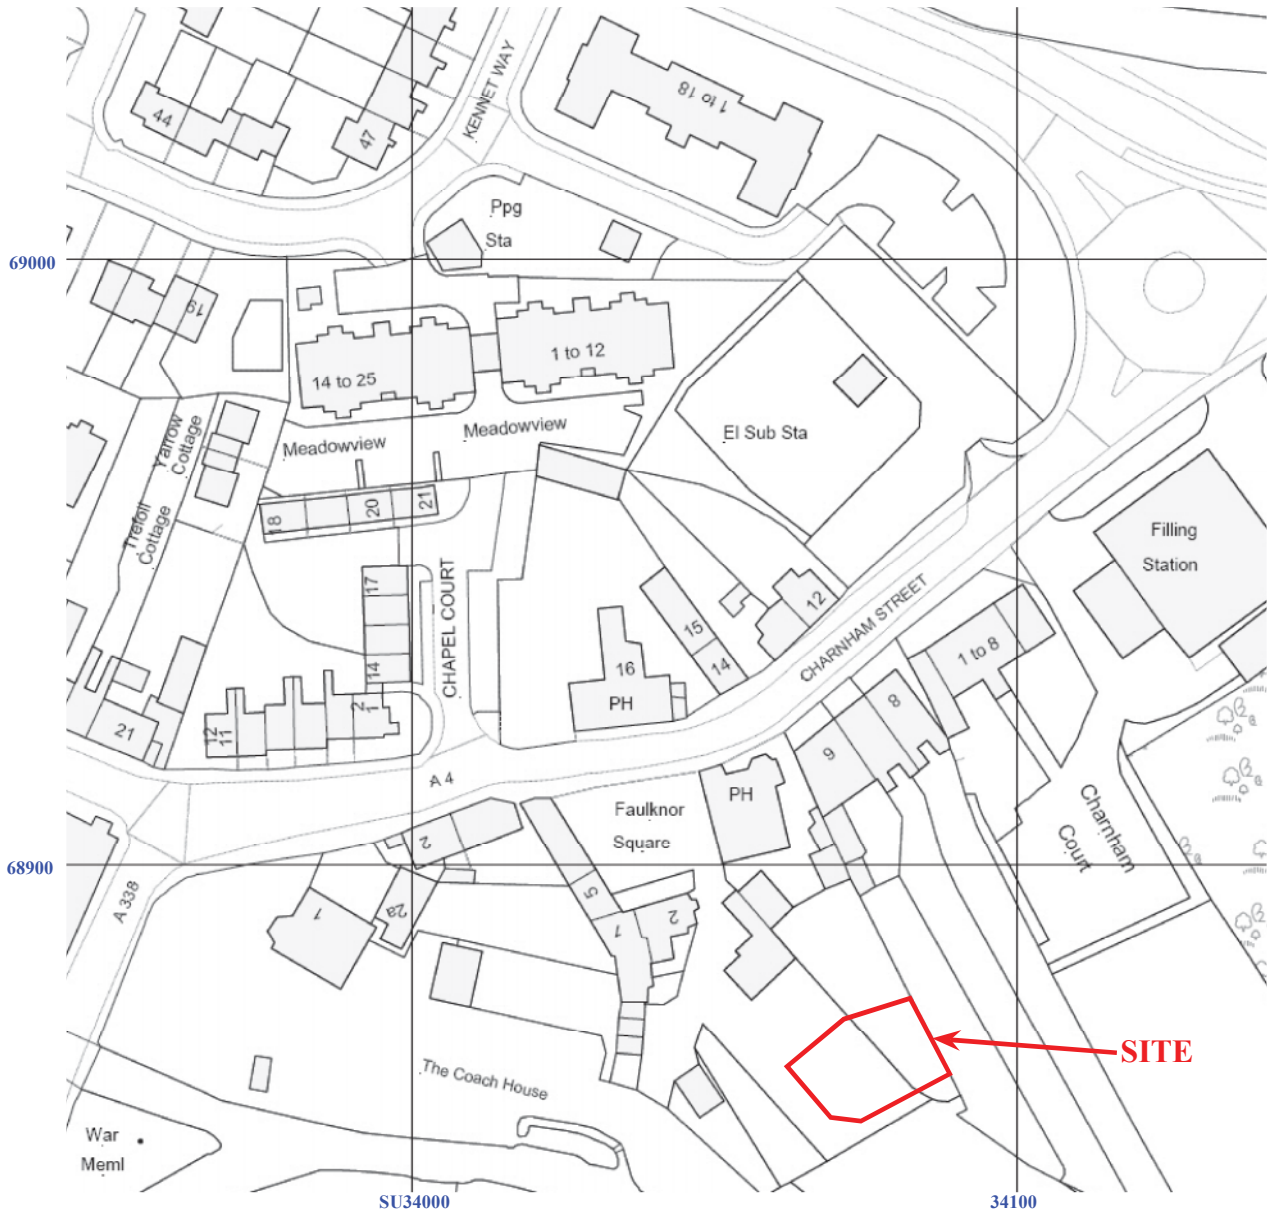 KENNET WAY
1 to 18
44
47
Ppg
Sta
69000
19
1 to 12
14 to 25
Meadowview
Meadowview
El Sub Sta
Yarrow
Cottage
Trefoil
Cottage
18
20
21
Filling
Station
17
CHAPEL COURT
14
15
14
12
CHARNHAM STREET
16
PH
1 to 8
8
9
21
12
11
2
1
A 4
PH
Faulknor
Square
Charnham
Court
2
68900
A 338
1
2a
5
1
2
SITE
The Coach House
War
Meml
SU34000
34100